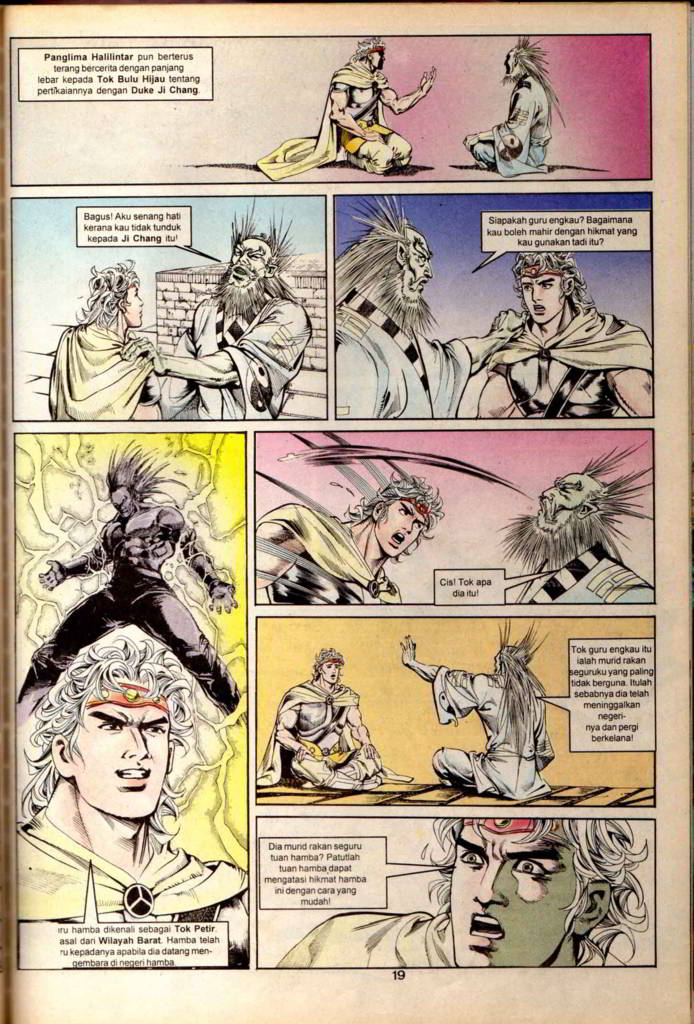 Panglima Halilintar pun berterus
terang bercerita dengan panjang
lebar kepada Tok Bulu Hijau tentang
pertikaiannya dengan Duke Ji Chang.
Bagus! Aku senang hati
kerana kau tidak tunduk
kepada Ji Chang itu!
Siapakah guru engkau? Bagaimana
kau boleh mahir dengan hikmat yang
kau gunakan tadi itu?
ru hamba dikenali sebagai Tok Petir.
asal dari Wilayah Barat. Hamba telah
ru kepadanya apabila dia datang men-
gembara di negeri hamba.
Cis! Tok apa
dia itu!
Tok guru engkau itu
ialah murid rakan
seguruku yang paling
tidak berguna. Itulah
sebabnya dia telah
meninggalkan
negeri-
nya dan pergi
berkelana!
Dia murid rakan seguru
tuan hamba? Patutlah
tuan hamba dapat
mengatasi hikmat hamba
ini dengan cara yang
mudah!
19